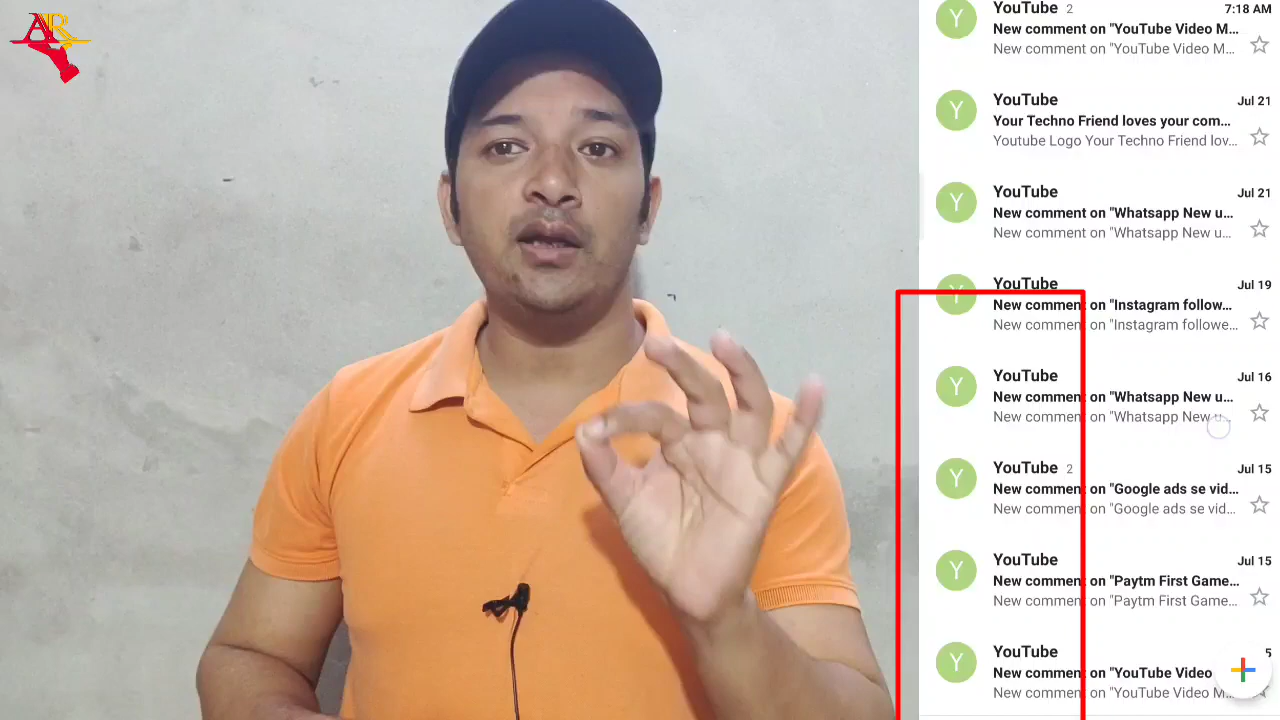 AR
YouTube 2 7:18 AM
New comment on "YouTube Video M...
New comment on "YouTube Video M...
Y
YouTube Jul 21
Your Techno Friend loves your com...
Youtube Logo Your Techno Friend lov...
Y
YouTube Jul 21
New comment on "Whatsapp New u...
New comment on "Whatsapp New u...
Y
YouTube Jul 19
New comment on "Instagram follow...
New comment on "Instagram followe...
Y
YouTube Jul 16
New comment on "Whatsapp New u...
New comment on "Whatsapp New u...
Y
YouTube 2 Jul 15
New comment on "Google ads se vid...
New comment on "Google ads se vid...
Y
YouTube Jul 15
New comment on "Paytm First Game...
New comment on "Paytm First Game...
Y
YouTube 5
New comment on "YouTube Video
New comment on "YouTube Video M...
Y